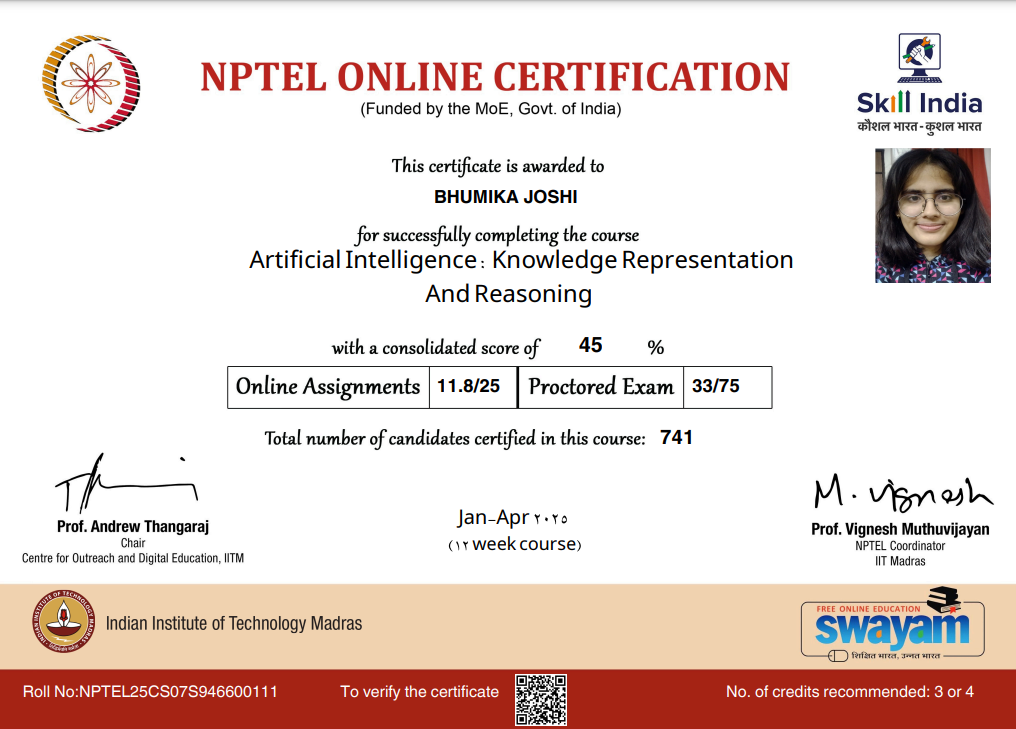 NPTEL ONLINE CERTIFICATION
(Funded by the MoE, Govt. of India)
Skill India
कौशल भारत-कुशल भारत
This certificate is awarded to
BHUMIKA JOSHI
for successfully completing the course
Artificial Intelligence: Knowledge Representation
And Reasoning
with a consolidated score of 45 %
Online Assignments 11.8/25 Proctored Exam 33/75
Total number of candidates certified in this course: 741
M. Vignesh
Prof. Andrew Thangaraj
Chair
Centre for Outreach and Digital Education, IITM
Jan-Apr ٢٠٢٥
(١٢ week course)
Prof. Vignesh Muthuvijayan
NPTEL Coordinator
IIT Madras
INDIAN INSTITUTE OF TECHNOLOGY MADRAS
Indian Institute of Technology Madras
FREE ONLINE EDUCATION
swayam
शिक्षित भारत, उन्नत भारत
Roll No:NPTEL25CS07S946600111
To verify the certificate
No. of credits recommended: 3 or 4